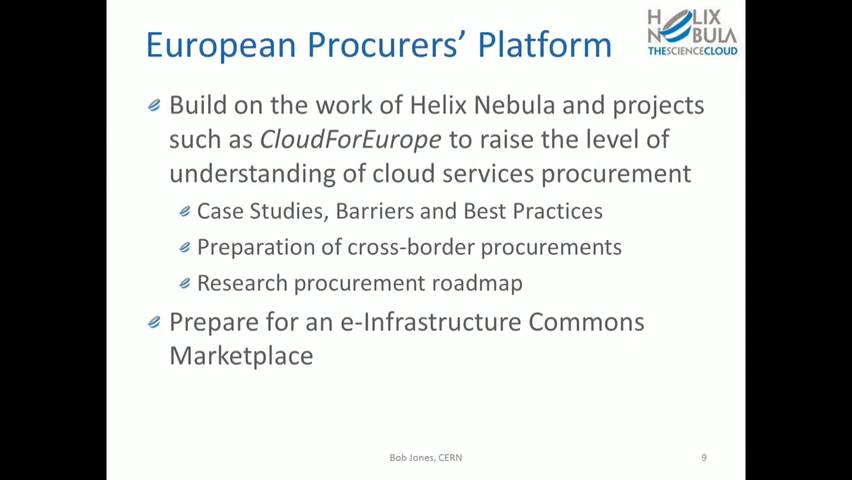 European Procurers’ Platform
HELIX
NEBULA
THESCIENCECLOUD
Build on the work of Helix Nebula and projects
such as CloudForEurope to raise the level of
understanding of cloud services procurement
Case Studies, Barriers and Best Practices
Preparation of cross-border procurements
Research procurement roadmap
Prepare for an e-Infrastructure Commons
Marketplace
Bob Jones, CERN
9